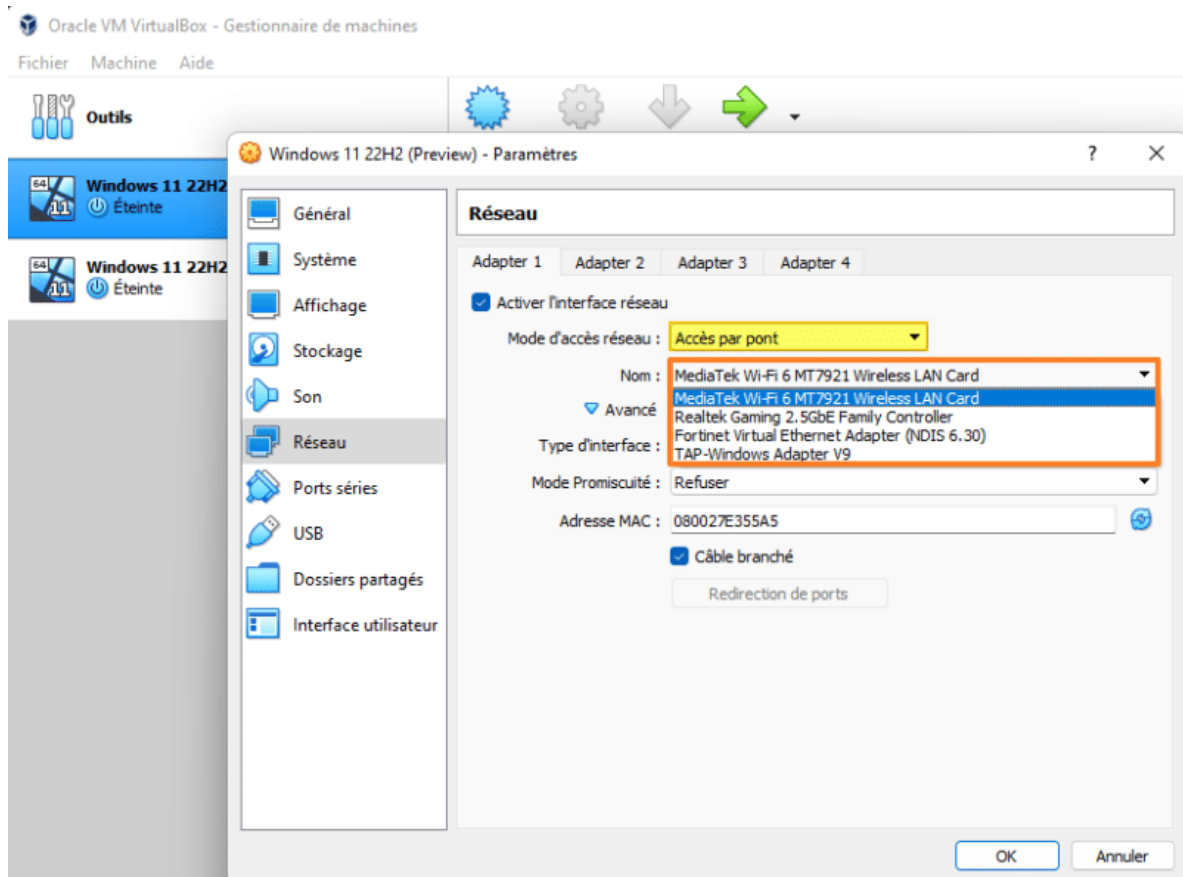 Oracle VM VirtualBox - Gestionnaire de machines
Fichier Machine Aide
Outils
Windows 11 22H2 (Preview) - Paramètres
? ×
64
11
Windows 11 22H2
Éteinte
64
11
Windows 11 22H2
Éteinte
Général
Système
Affichage
Stockage
Son
Réseau
Ports séries
USB
Dossiers partagés
Interface utilisateur
Réseau
Adapter 1 Adapter 2 Adapter 3 Adapter 4
Activer l'interface réseau
Mode d'accès réseau : Accès par pont
Nom : MediaTek Wi-Fi 6 MT7921 Wireless LAN Card
MediaTek Wi-Fi 6 MT7921 Wireless LAN Card
Realtek Gaming 2.5GbE Family Controller
Fortinet Virtual Ethernet Adapter (NDIS 6.30)
TAP-Windows Adapter V9
Avancé
Type d'interface :
Mode Promiscuité : Refuser
Adresse MAC : 080027E355A5
Câble branché
Redirection de ports
OK Annuler